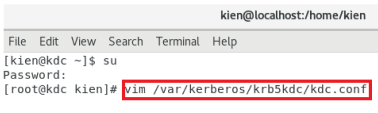 kien@localhost:/home/kien
File Edit View Search Terminal Help
[kien@kdc ~]$ su
Password:
[root@kdc kien]# vim /var/kerberos/krb5kdc/kdc.conf